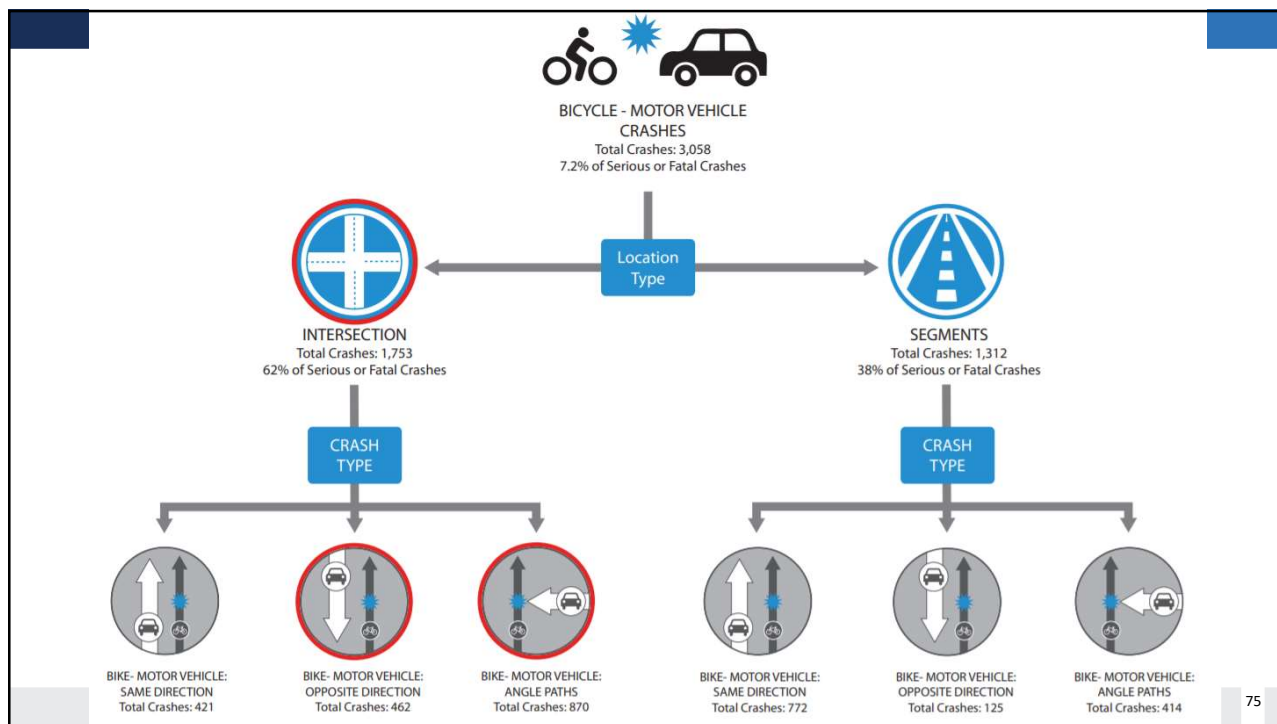 BICYCLE - MOTOR VEHICLE
CRASHES
Total Crashes: 3,058
7.2% of Serious or Fatal Crashes
Location
Type
INTERSECTION
Total Crashes: 1,753
62% of Serious or Fatal Crashes
SEGMENTS
Total Crashes: 1,312
38% of Serious or Fatal Crashes
CRASH
TYPE
CRASH
TYPE
BIKE- MOTOR VEHICLE:
SAME DIRECTION
Total Crashes: 421
BIKE- MOTOR VEHICLE:
OPPOSITE DIRECTION
Total Crashes: 462
BIKE- MOTOR VEHICLE:
ANGLE PATHS
Total Crashes: 870
BIKE- MOTOR VEHICLE:
SAME DIRECTION
Total Crashes: 772
BIKE- MOTOR VEHICLE:
OPPOSITE DIRECTION
Total Crashes: 125
BIKE- MOTOR VEHICLE:
ANGLE PATHS
Total Crashes: 414
75